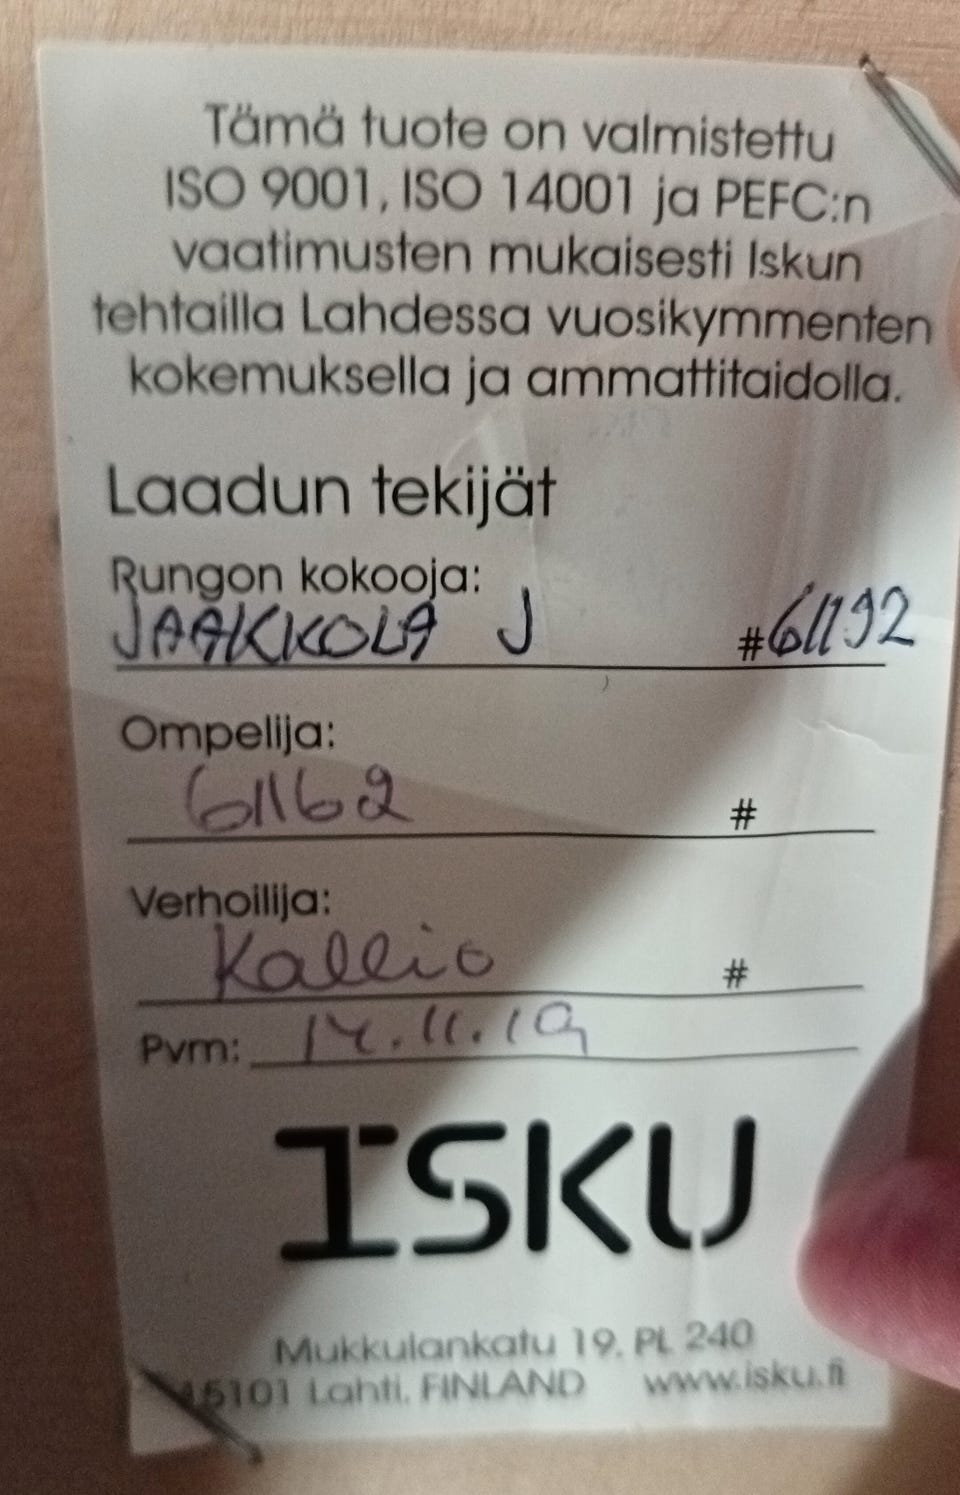 Tämä tuote on valmistettu
ISO 9001, ISO 14001 ja PEFC:n
vaatimusten mukaisesti Iskun
tehtailla Lahdessa vuosikymmenten
kokemuksella ja ammattitaidolla.
Laadun tekijät
Rungon kokooja:
JAAKKOLA J #61192
Ompelija:
61162 #
Verhoilija:
Kallio #
Pvm: 14.11.19
ISKU
Mukkulankatu 19, PL 240
15101 Lahti, FINLAND www.isku.fi